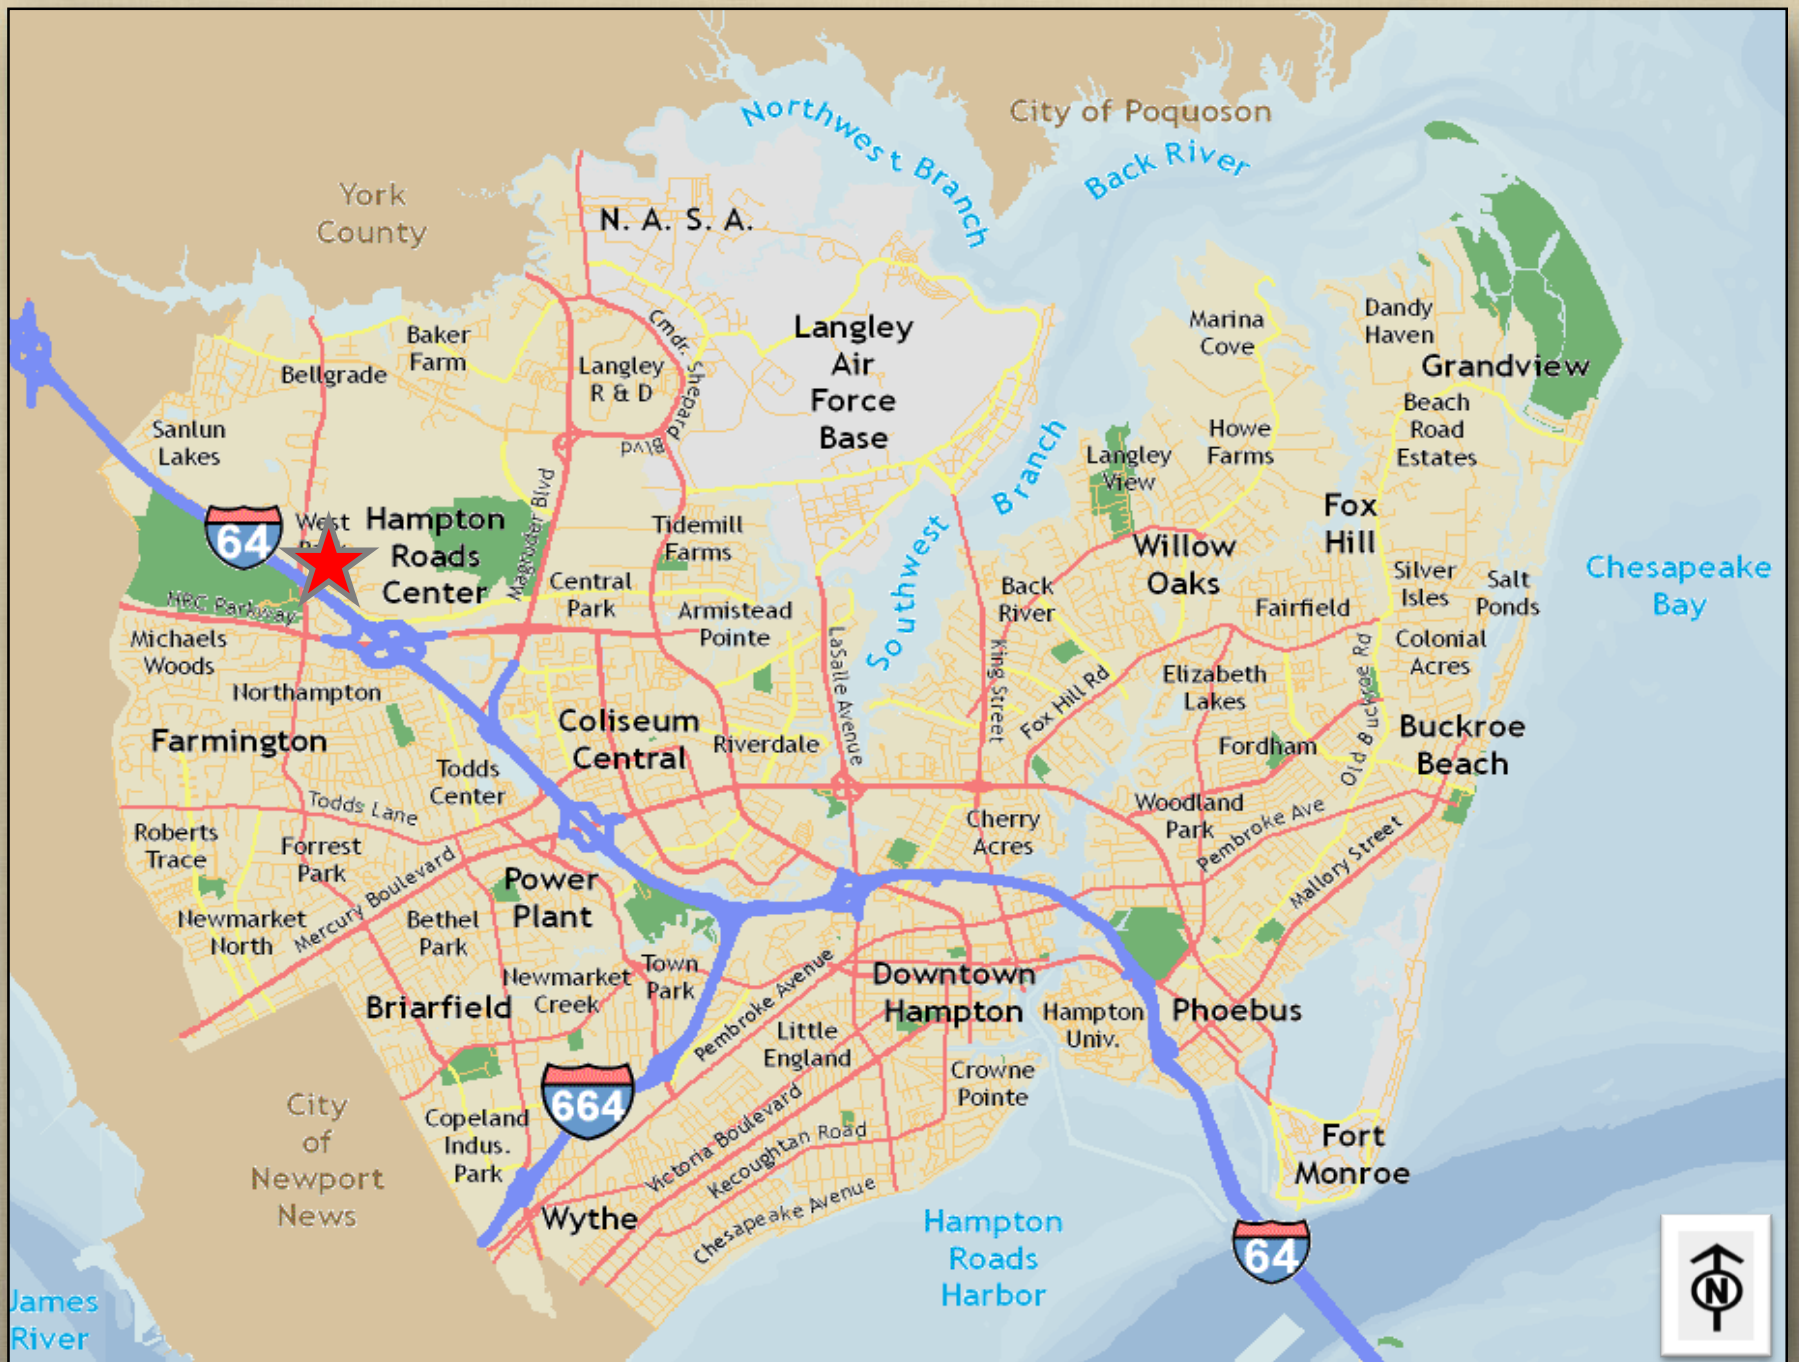 Northwest Branch
City of Poquoson
Back River
York
County
N. A. S. A.
Cmdr. Shepard Blvd
Langley
Air
Force
Base
Marina
Cove
Dandy
Haven
Grandview
Baker
Farm
Bellgrade
Langley
R & D
Sanlun
Lakes
Beach
Road
Estates
Howe
Farms
Langley
View
Southwest Branch
64
West
Hampton
Roads
Center
Magruder Blvd
Tidemill
Farms
Fox
Hill
Willow
Oaks
Chesapeake
Bay
Silver
Isles
Salt
Ponds
Central
Park
Back
River
HRC Parkway
Armistead
Pointe
Fairfield
Michaels
Woods
Colonial
Acres
LaSalle Avenue
King Street
Fox Hill Rd
Elizabeth
Lakes
Old Buckroe Rd
Northampton
Farmington
Coliseum
Central
Riverdale
Fordham
Buckroe
Beach
Todds
Center
Todds Lane
Woodland
Park
Pembroke Ave
Roberts
Trace
Forrest
Park
Cherry
Acres
Mallory Street
Mercury Boulevard
Power
Plant
Newmarket
North
Bethel
Park
Newmarket
Creek
Town
Park
Pembroke Avenue
Downtown
Hampton
Briarfield
Hampton
Univ.
Phoebus
Little
England
Crowne
Pointe
664
City
of
Newport
News
Copeland
Indus.
Park
Victoria Boulevard
Kecoughtan Road
Chesapeake Avenue
Fort
Monroe
Wythe
Hampton
Roads
Harbor
64
James
River
N